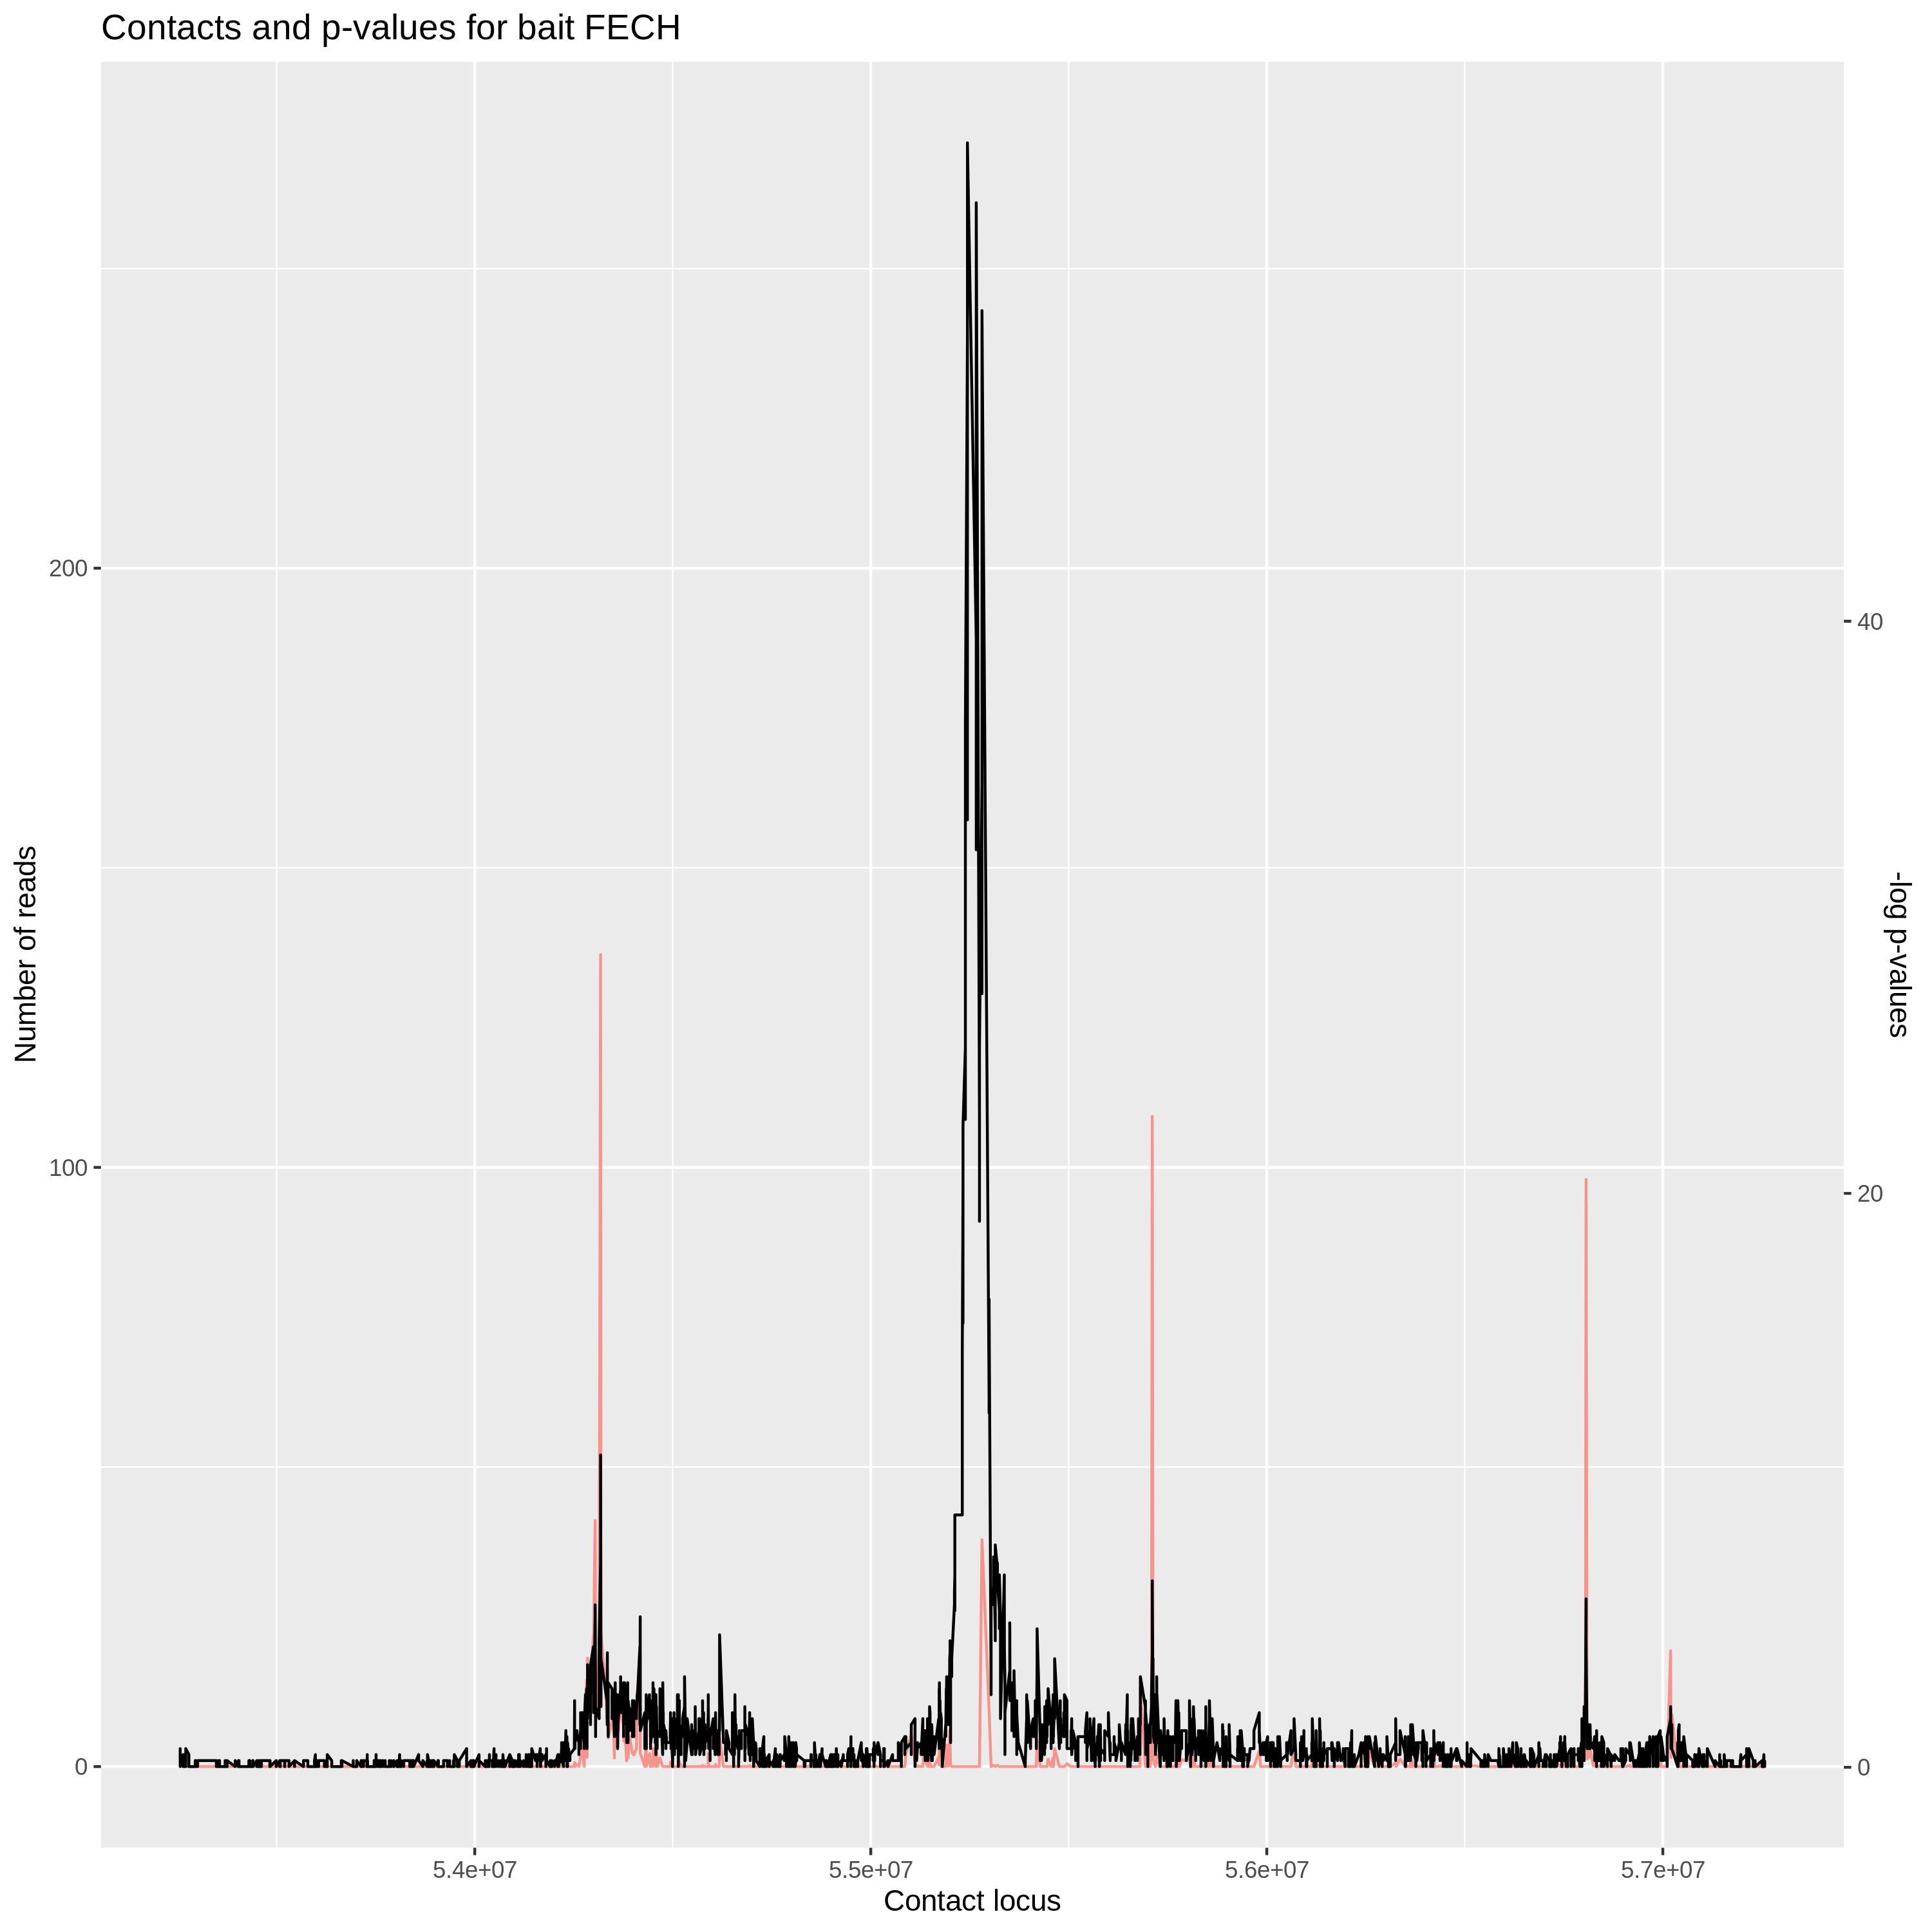 Contacts and p-values for bait FECH
Number of reads
200
100
0
40
20
0
-log p-values
5.4e+07
5.5e+07
5.6e+07
5.7e+07
Contact locus